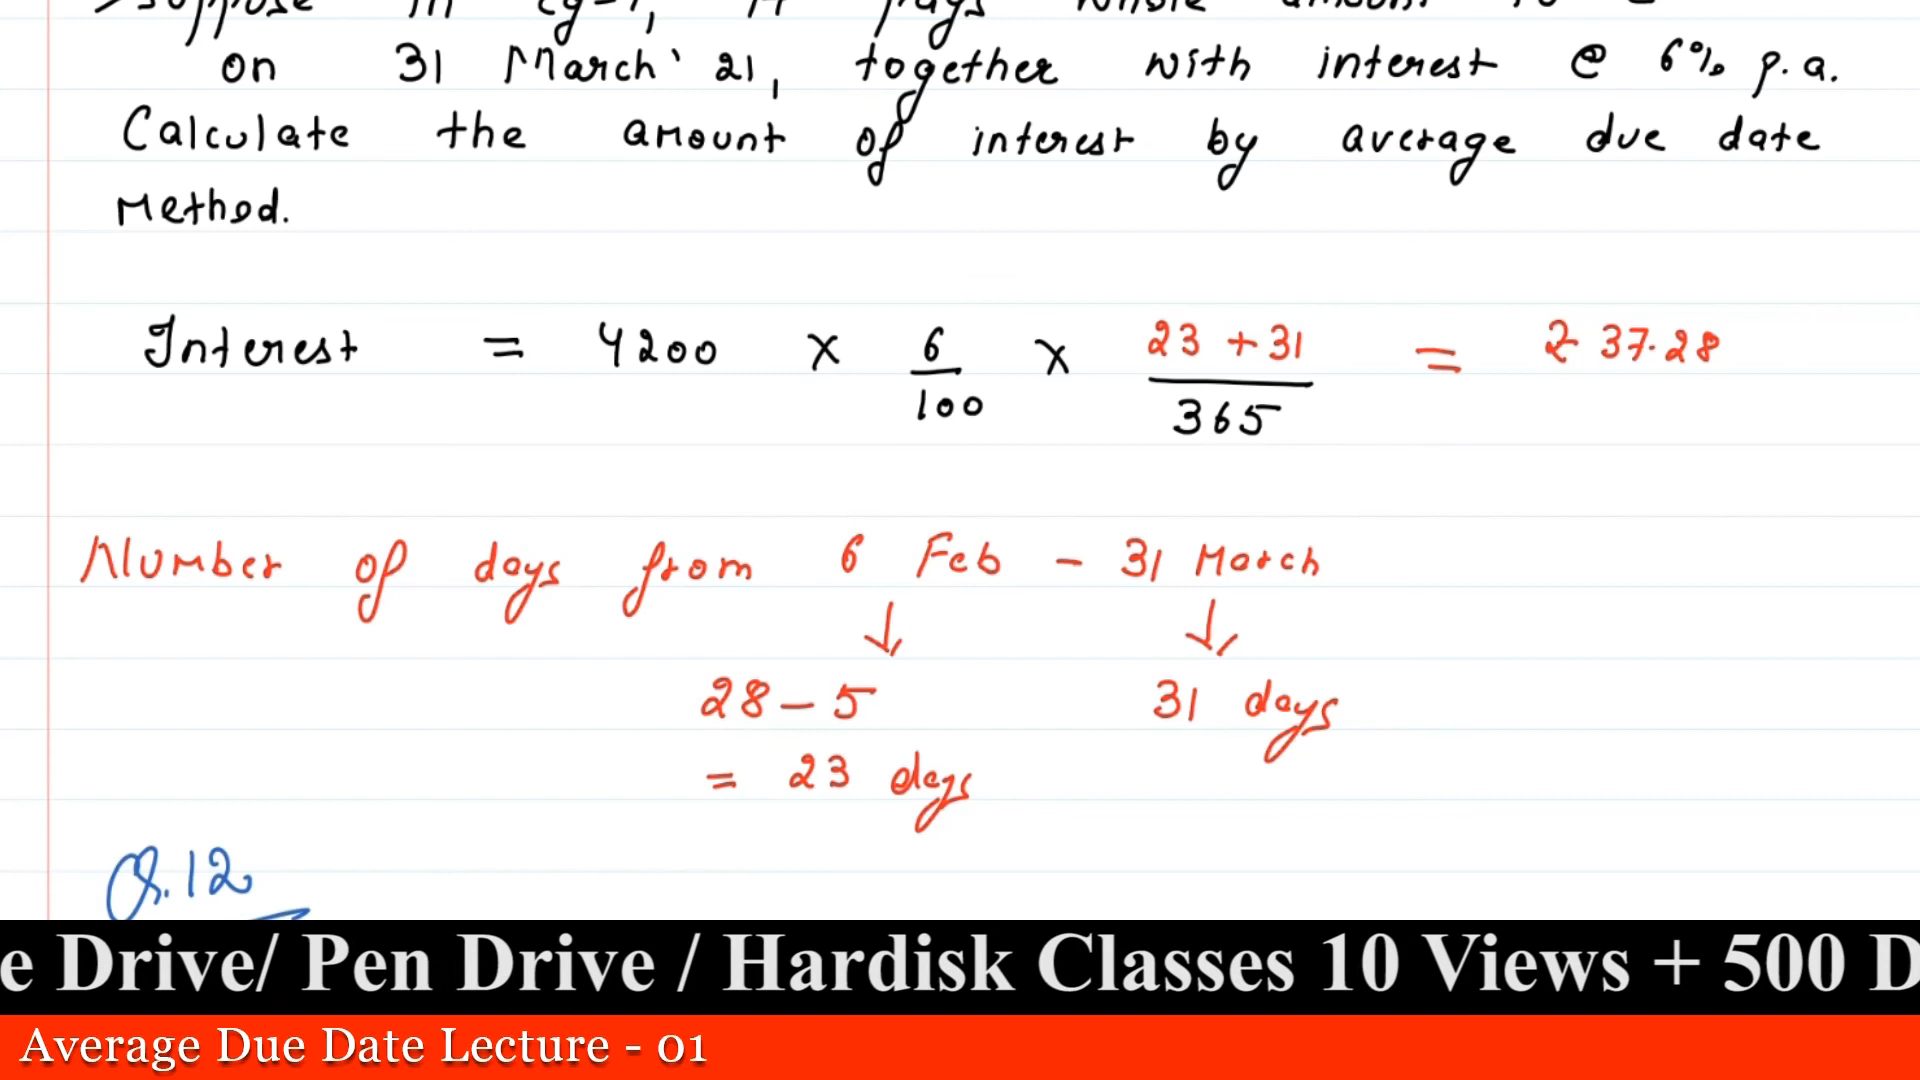 on 31 March' 21, together with interest @ 6% p.a.
Calculate the amount of interest by average due date
Method.
Interest = 4200 x 6/100 x 23 + 31/365 = ₹ 37.28
Number of days from 6 Feb - 31 March
↓ ↓
28 - 5 31 days
= 23 days
Q.12
e Drive/ Pen Drive / Hardisk Classes 10 Views + 500 D
Average Due Date Lecture - 01